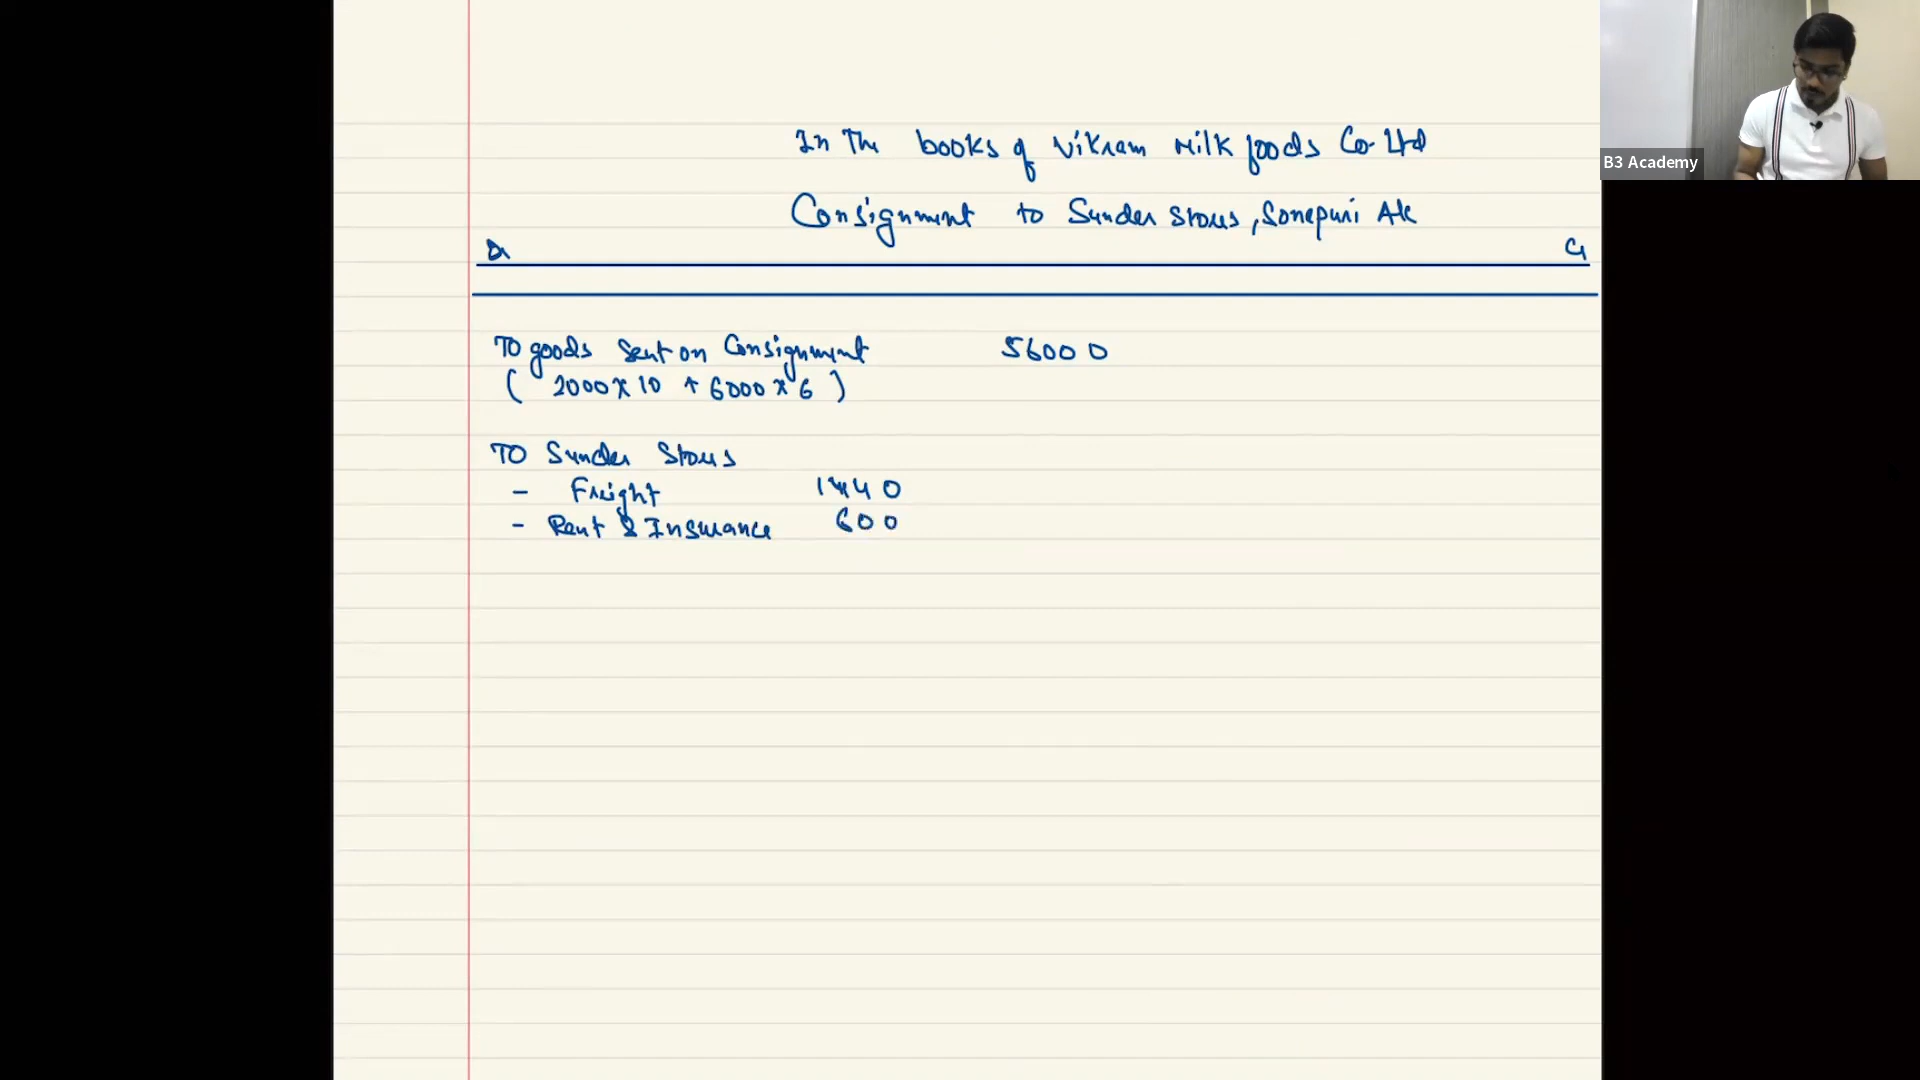 In The books of Vikram Milk foods Co Ltd
Consignment to Sunder Stores, Sonepuri A/c
Dr
Cr
To goods sent on Consignment 56000
( 2000 x 10 + 6000 x 6 )
TO Sunder Stores
- Freight 1440
- Rent & Insurance 600
B3 Academy